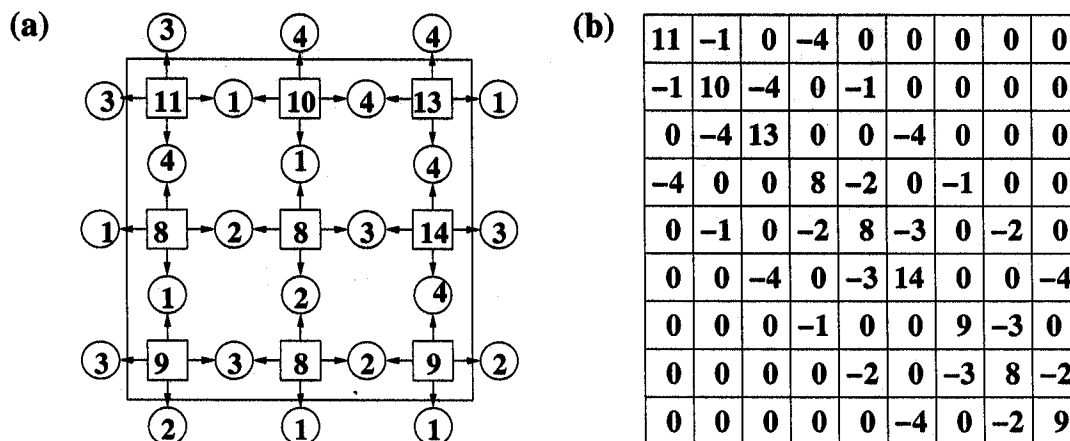 (a)
3 4 4
3 11 1 10 4 13 1
4 1 4
1 8 2 8 3 14 3
1 2 4
3 9 3 8 2 9 2
2 1 1
(b)
11 −1 0 −4 0 0 0 0 0
−1 10 −4 0 −1 0 0 0 0
0 −4 13 0 0 −4 0 0 0
−4 0 0 8 −2 0 −1 0 0
0 −1 0 −2 8 −3 0 −2 0
0 0 −4 0 −3 14 0 0 −4
0 0 0 −1 0 0 9 −3 0
0 0 0 0 −2 0 −3 8 −2
0 0 0 0 0 −4 0 −2 9